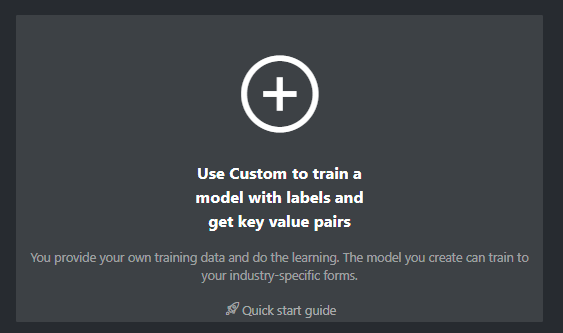 Use Custom to train a
model with labels and
get key value pairs
You provide your own training data and do the learning. The model you create can train to
your industry-specific forms.
Quick start guide